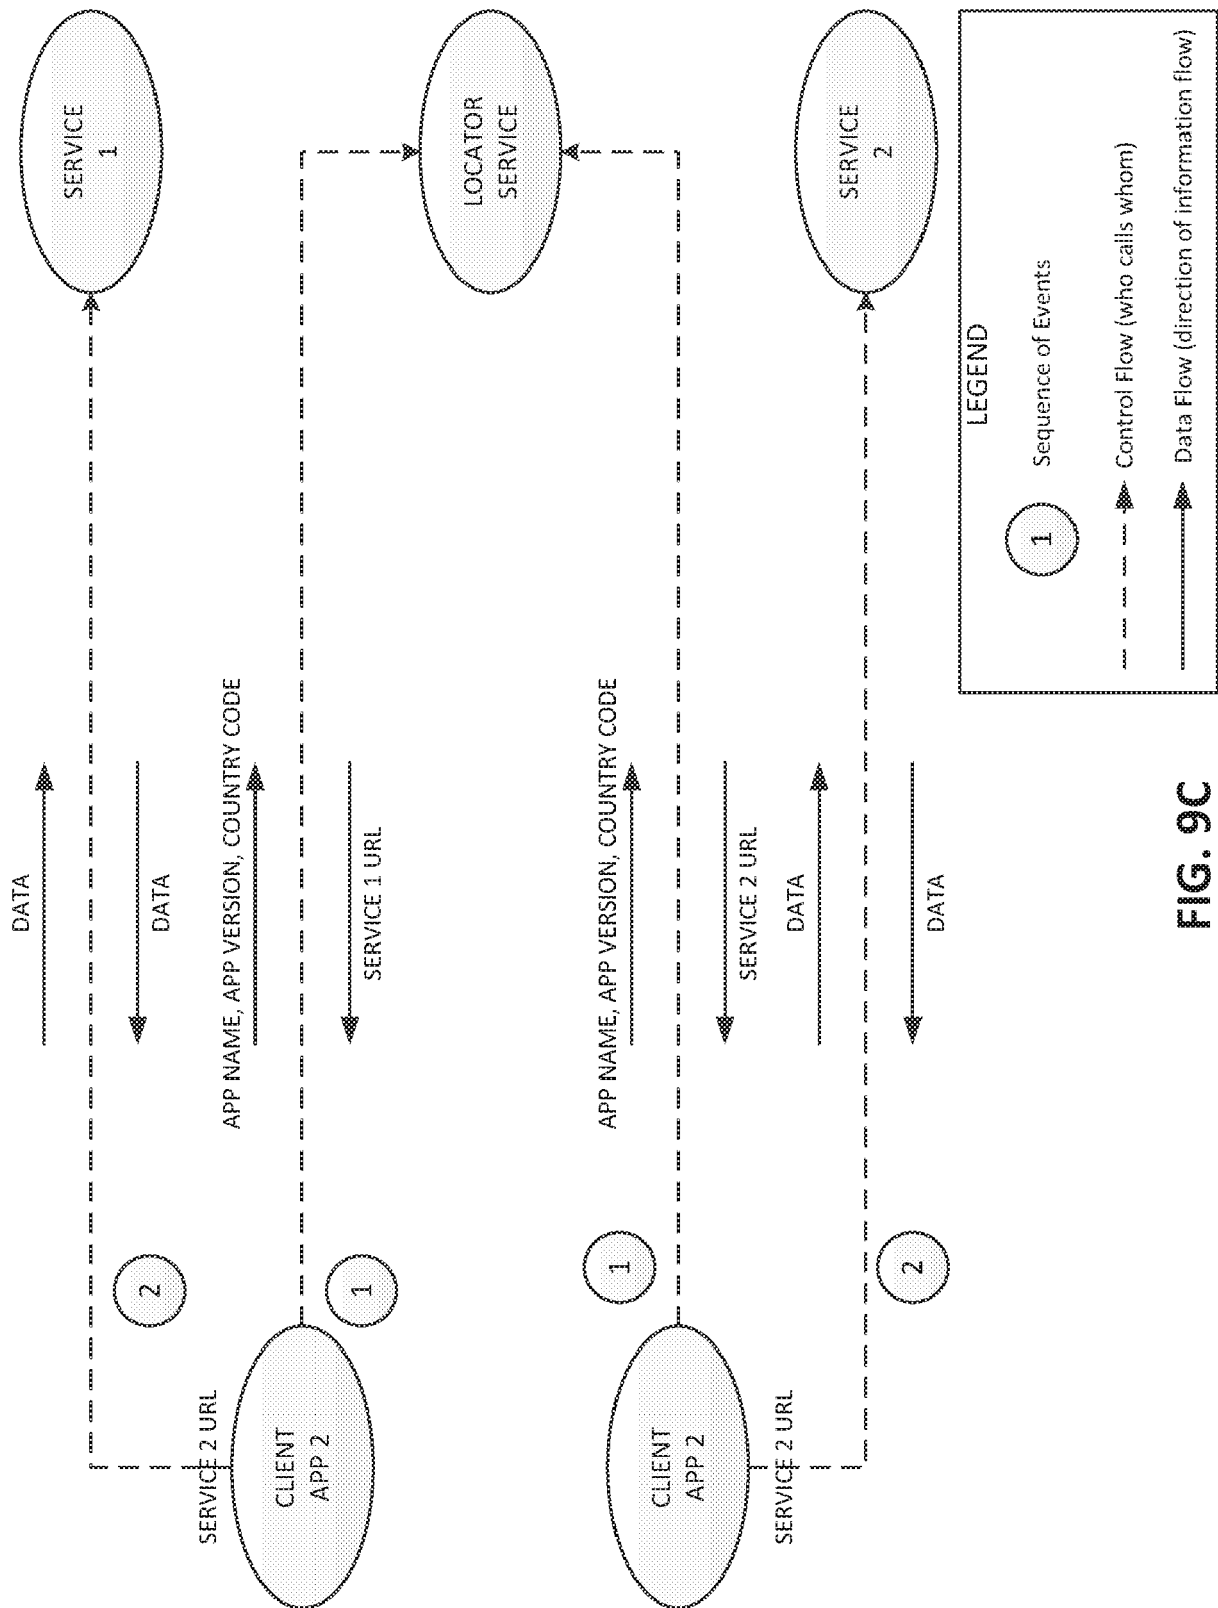 DATA
SERVICE
1
DATA
2
SERVICE 2 URL
APP NAME, APP VERSION, COUNTRY CODE
CLIENT
APP 2
1
SERVICE 1 URL
LOCATOR
SERVICE
APP NAME, APP VERSION, COUNTRY CODE
1
CLIENT
APP 2
SERVICE 2 URL
SERVICE 2 URL
DATA
SERVICE
2
2
DATA
LEGEND
1
Sequence of Events
Control Flow (who calls whom)
Data Flow (direction of information flow)
FIG. 9C